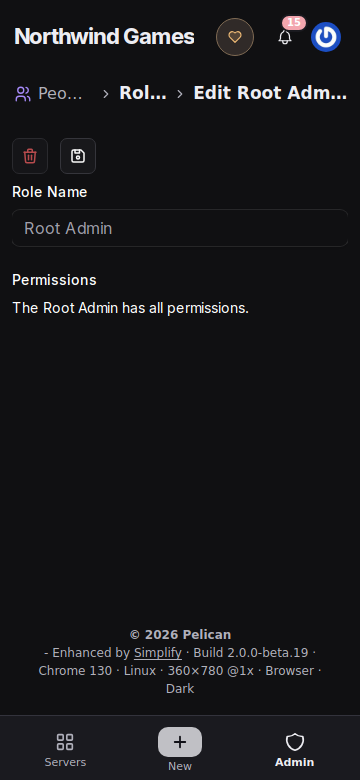 Northwind Games
15
Peo... > Rol... > Edit Root Adm...
Role Name
Root Admin
Permissions
The Root Admin has all permissions.
© 2026 Pelican
- Enhanced by Simplify · Build 2.0.0-beta.19 ·
Chrome 130 · Linux · 360×780 @1x · Browser ·
Dark
Servers
New
Admin